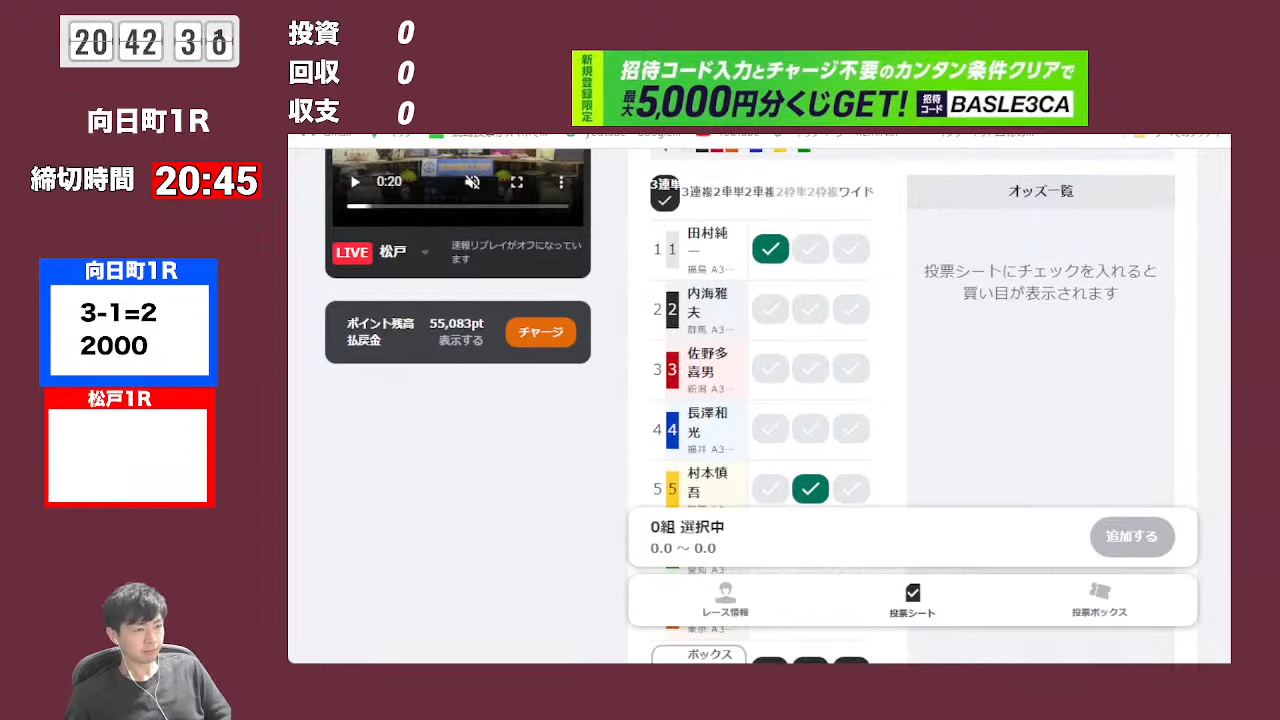 20 42 3
投資 0
回収 0
収支 0
新規登録限定
招待コード入力とチャージ不要のカンタン条件クリアで
最大5,000円分くじGET! 招待コード BASLE3CA
向日町1R
締切時間 20:45
向日町1R
3-1=2
2000
松戸1R
0:20
LIVE 松戸
速報リプレイがオフになってい
ます
ポイント残高 55,083pt
払戻金 表示する
チャージ
3連単 3連複 2車単 2車複 2枠単 2枠複 ワイド
オッズ一覧
投票シートにチェックを入れると
買い目が表示されます
1 1 田村純
一
福島 A3…
2 2 内海雅
夫
群馬 A3…
3 3 佐野多
喜男
新潟 A3…
4 4 長澤和
光
福井 A3…
5 5 村本慎
吾
0組 選択中
0.0 〜 0.0
追加する
愛知 A3…
レース情報
投票シート
投票ボックス
東京 A3…
ボックス